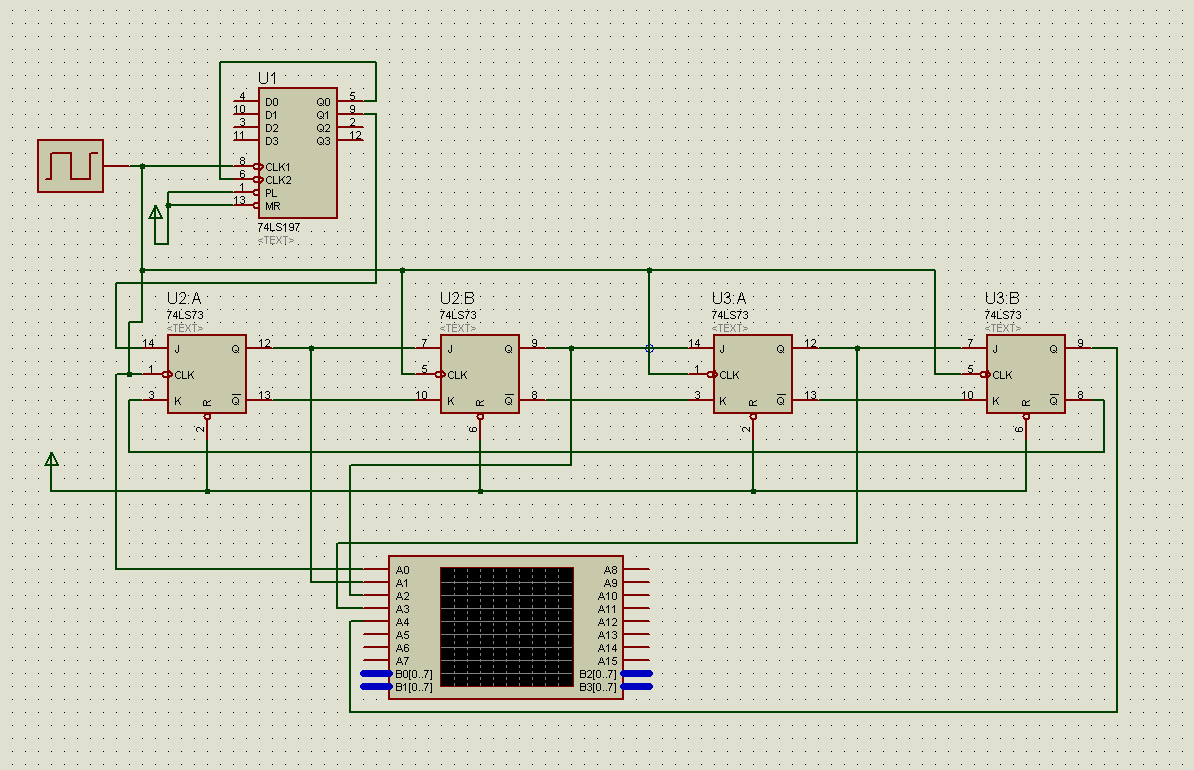 U1
4 D0 Q0 5
10 D1 Q1 9
3 D2 Q2 2
11 D3 Q3 12
8 CLK1
6 CLK2
1 PL
13 MR
74LS197
<TEXT>
U2:A
74LS73
<TEXT>
14 J Q 12
1 CLK
3 K Q 13
R
2
U2:B
74LS73
<TEXT>
7 J Q 9
5 CLK
10 K Q 8
R
6
U3:A
74LS73
<TEXT>
14 J Q 12
1 CLK
3 K Q 13
R
2
U3:B
74LS73
<TEXT>
7 J Q 9
5 CLK
10 K Q 8
R
6
A0 A8
A1 A9
A2 A10
A3 A11
A4 A12
A5 A13
A6 A14
A7 A15
B0[0..7] B2[0..7]
B1[0..7] B3[0..7]